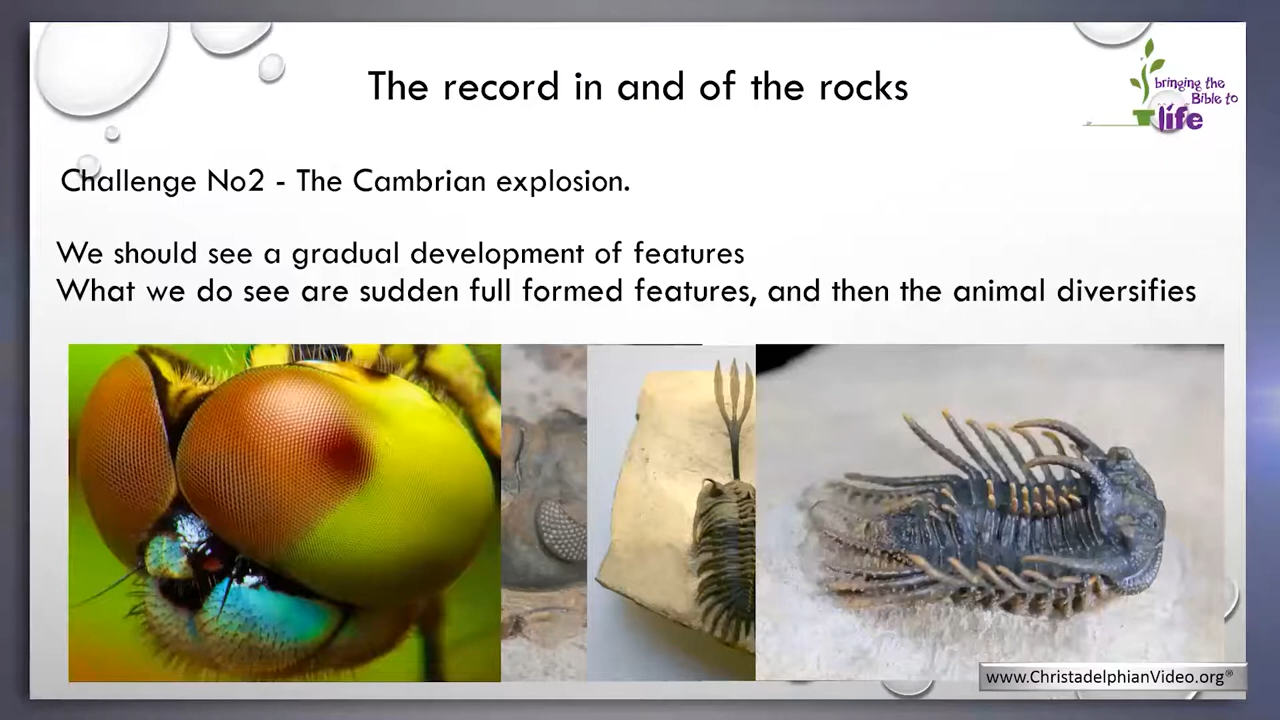 The record in and of the rocks
bringing the
Bible to
life
Challenge No2 - The Cambrian explosion.
We should see a gradual development of features
What we do see are sudden full formed features, and then the animal diversifies
www.ChristadelphianVideo.org®